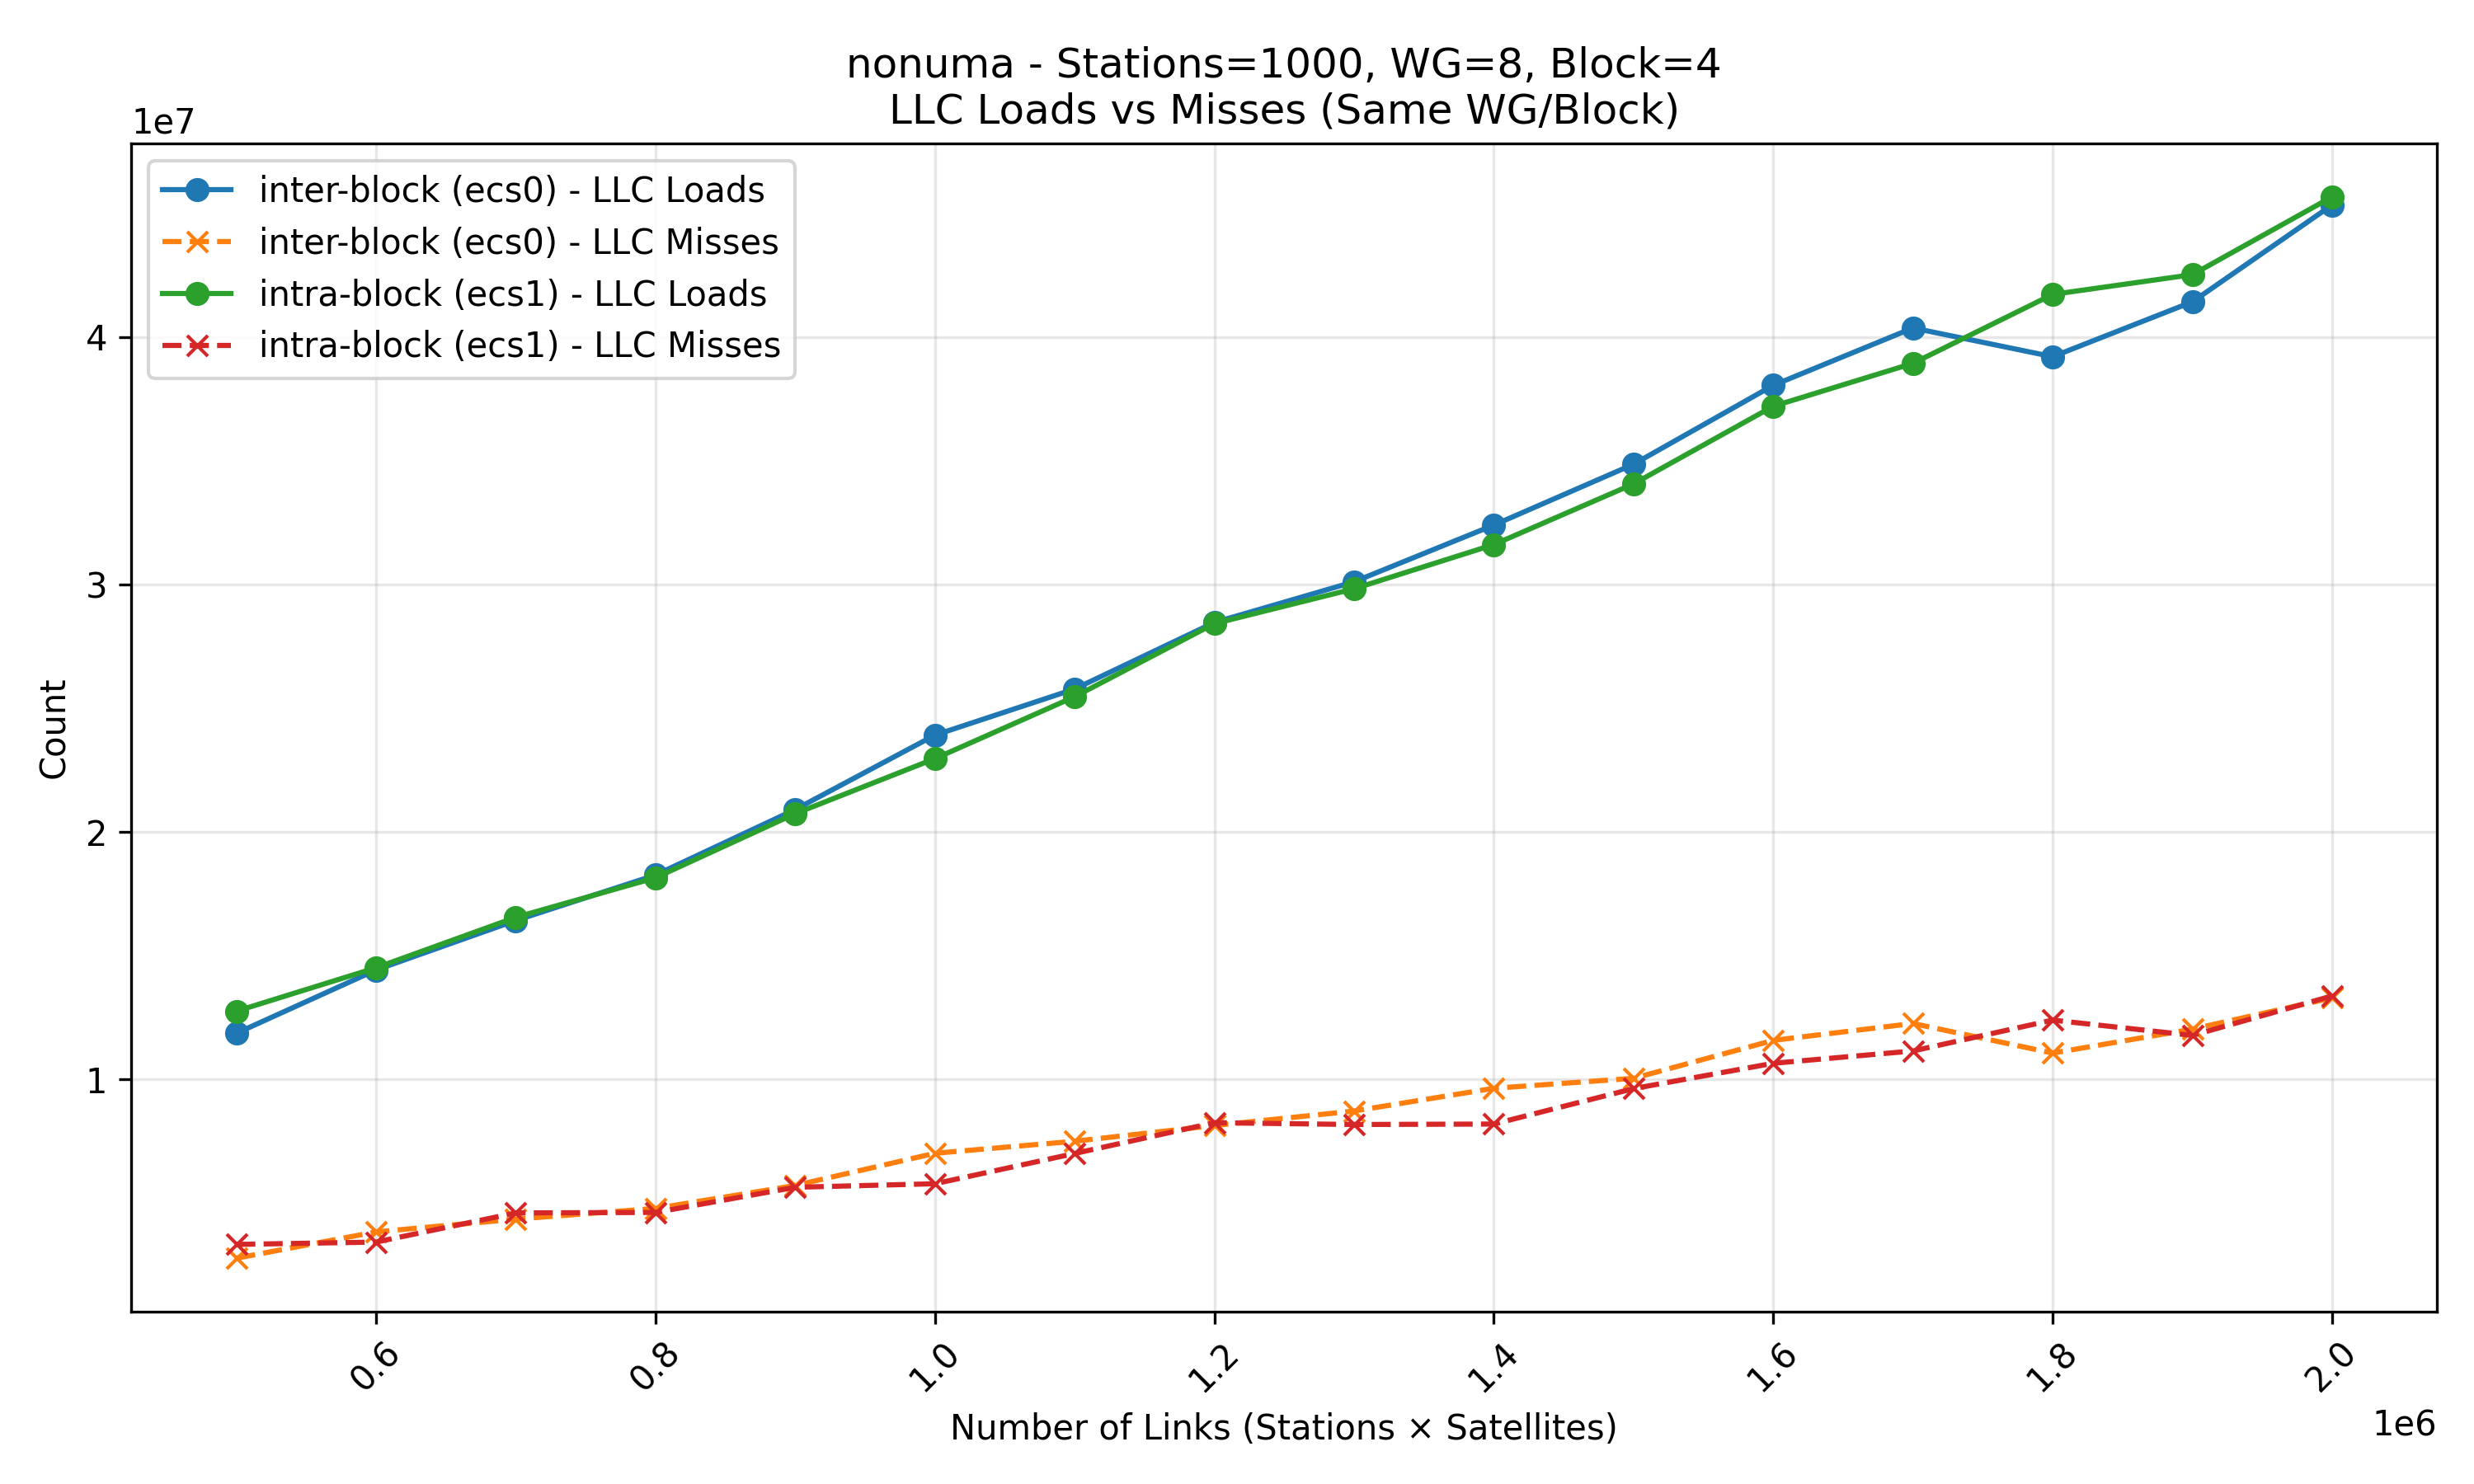 nonuma - Stations=1000, WG=8, Block=4
LLC Loads vs Misses (Same WG/Block)
1e7
inter-block (ecs0) - LLC Loads
inter-block (ecs0) - LLC Misses
intra-block (ecs1) - LLC Loads
intra-block (ecs1) - LLC Misses
4
3
2
1
Count
0.6 0.8 1.0 1.2 1.4 1.6 1.8 2.0
Number of Links (Stations × Satellites)
1e6